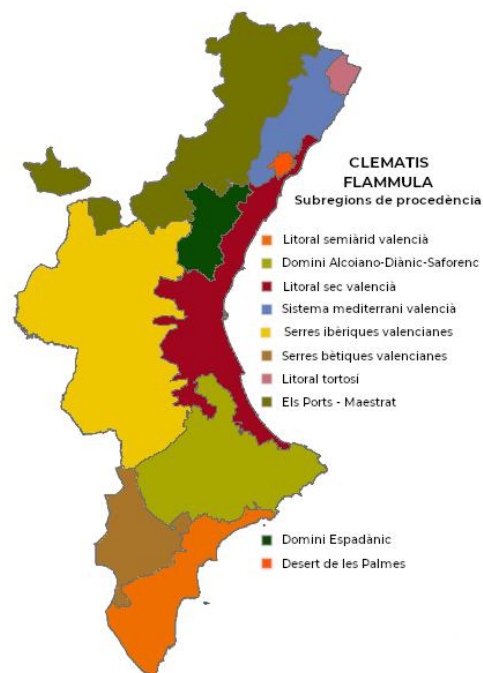 CLEMATIS
FLAMMULA
Subregions de procedència
Litoral semiàrid valencià
Domini Alcoiano-Diànic-Saforenc
Litoral sec valencià
Sistema mediterrani valencià
Serres ibèriques valencianes
Serres bètiques valencianes
Litoral tortosí
Els Ports - Maestrat
Domini Espadànic
Desert de les Palmes